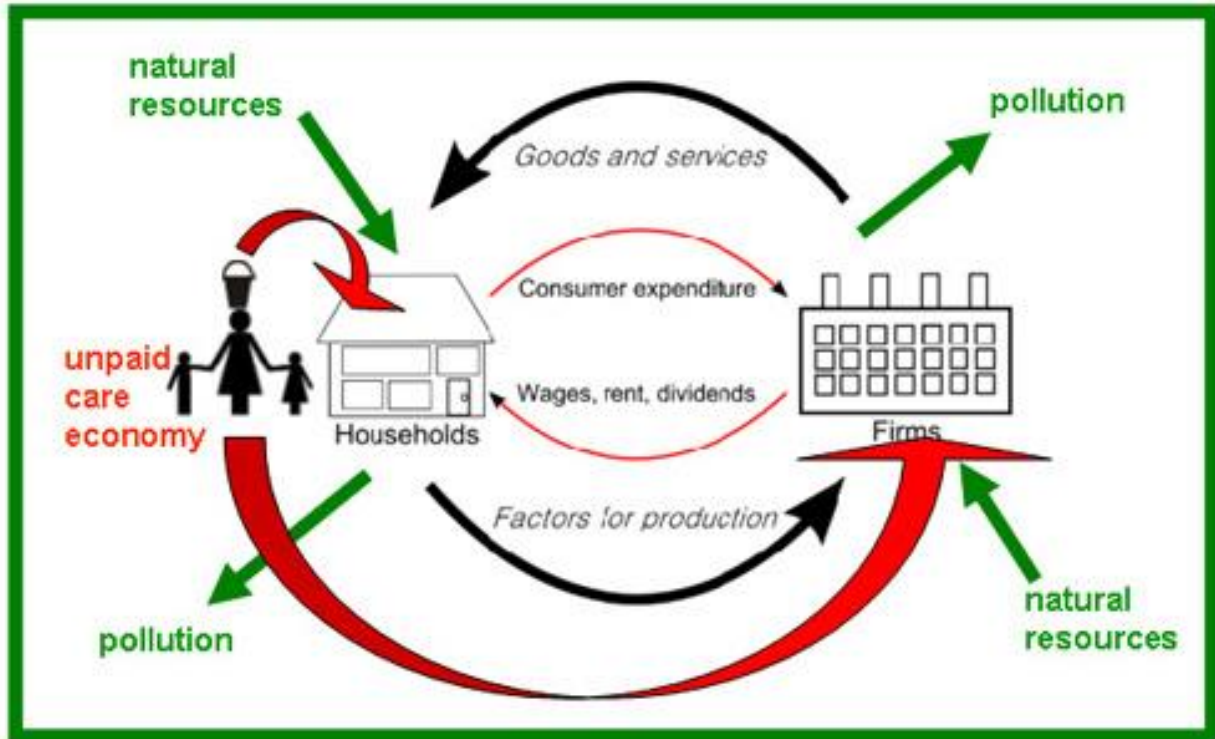 natural
resources
pollution
Goods and services
Consumer expenditure
unpaid
care
economy
Wages, rent, dividends
Households
Firms
Factors for production
pollution
natural
resources